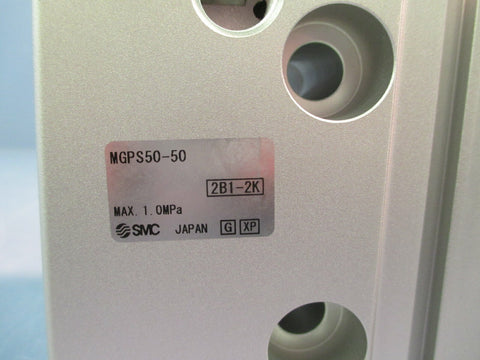 MGPS50-50
2B1-2K
MAX. 1.0MPa
SMC JAPAN G XP